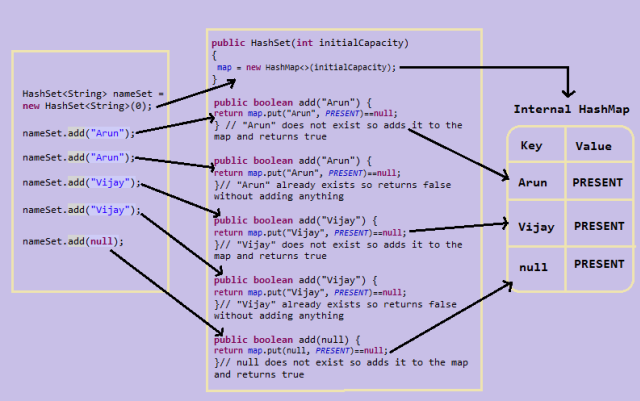 HashSet<String> nameSet =
new HashSet<String>(0);
nameSet.add("Arun");
nameSet.add("Arun");
nameSet.add("Vijay");
nameSet.add("Vijay");
nameSet.add(null);
public HashSet(int initialCapacity)
{
map = new HashMap<>(initialCapacity);
}
public boolean add("Arun") {
return map.put("Arun", PRESENT)==null;
} // "Arun" does not exist so adds it to the
map and returns true
public boolean add("Arun") {
return map.put("Arun", PRESENT)==null;
}// "Arun" already exists so returns false
without adding anything
public boolean add("Vijay") {
return map.put("Vijay", PRESENT)==null;
}// "Vijay" does not exist so adds it to the
map and returns true
public boolean add("Vijay") {
return map.put("Vijay", PRESENT)==null;
}// "Vijay" already exists so returns false
without adding anything
public boolean add(null) {
return map.put(null, PRESENT)==null;
}// null does not exist so adds it to the map
and returns true
Internal HashMap
Key Value
Arun PRESENT
Vijay PRESENT
null PRESENT